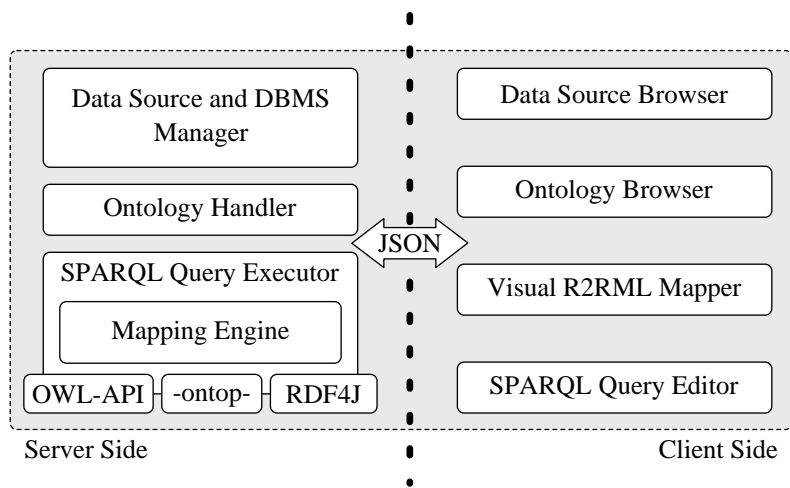 Data Source and DBMS
Manager
Ontology Handler
SPARQL Query Executor
Mapping Engine
OWL-API
-ontop-
RDF4J
Server Side
JSON
Data Source Browser
Ontology Browser
Visual R2RML Mapper
SPARQL Query Editor
Client Side